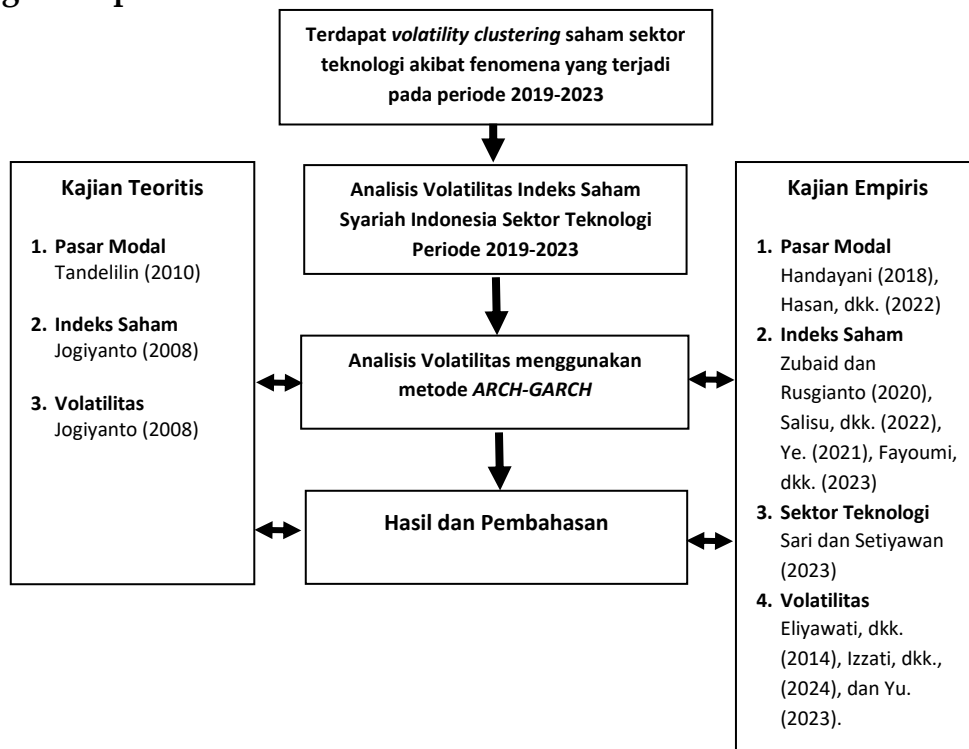 Terdapat volatility clustering saham sektor
teknologi akibat fenomena yang terjadi
pada periode 2019-2023
Kajian Teoritis
1. Pasar Modal
Tandelilin (2010)
2. Indeks Saham
Jogiyanto (2008)
3. Volatilitas
Jogiyanto (2008)
Analisis Volatilitas Indeks Saham
Syariah Indonesia Sektor Teknologi
Periode 2019-2023
Analisis Volatilitas menggunakan
metode ARCH-GARCH
Hasil dan Pembahasan
Kajian Empiris
1. Pasar Modal
Handayani (2018),
Hasan, dkk. (2022)
2. Indeks Saham
Zubaid dan
Rusgianto (2020),
Salisu, dkk. (2022),
Ye. (2021), Fayoumi,
dkk. (2023)
3. Sektor Teknologi
Sari dan Setiyawan
(2023)
4. Volatilitas
Eliyawati, dkk.
(2014), Izzati, dkk.,
(2024), dan Yu.
(2023).